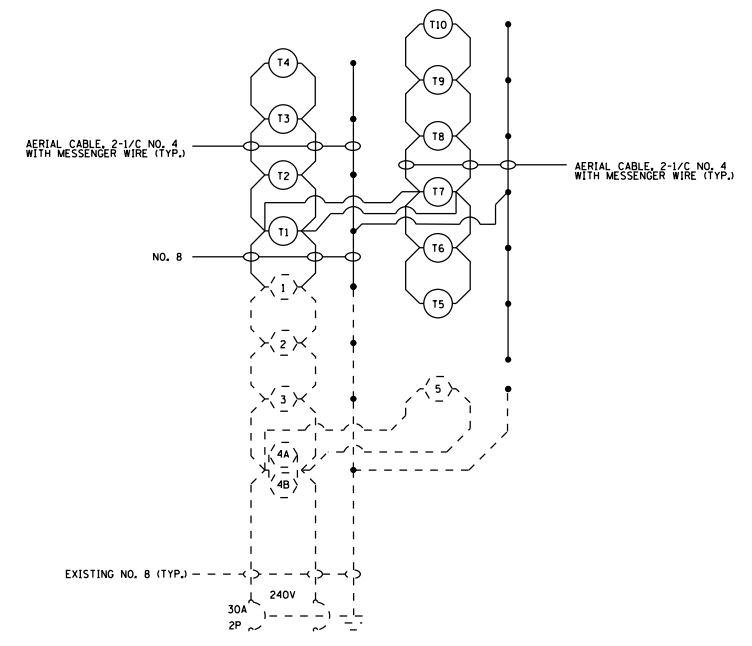 T10
T4
T9
T3
T8
AERIAL CABLE, 2-1/C NO. 4
WITH MESSENGER WIRE (TYP.)
AERIAL CABLE, 2-1/C NO. 4
WITH MESSENGER WIRE (TYP.)
T2
T7
T1
T6
NO. 8
1
T5
2
3
5
4A
4B
EXISTING NO. 8 (TYP.)
240V
30A
2P